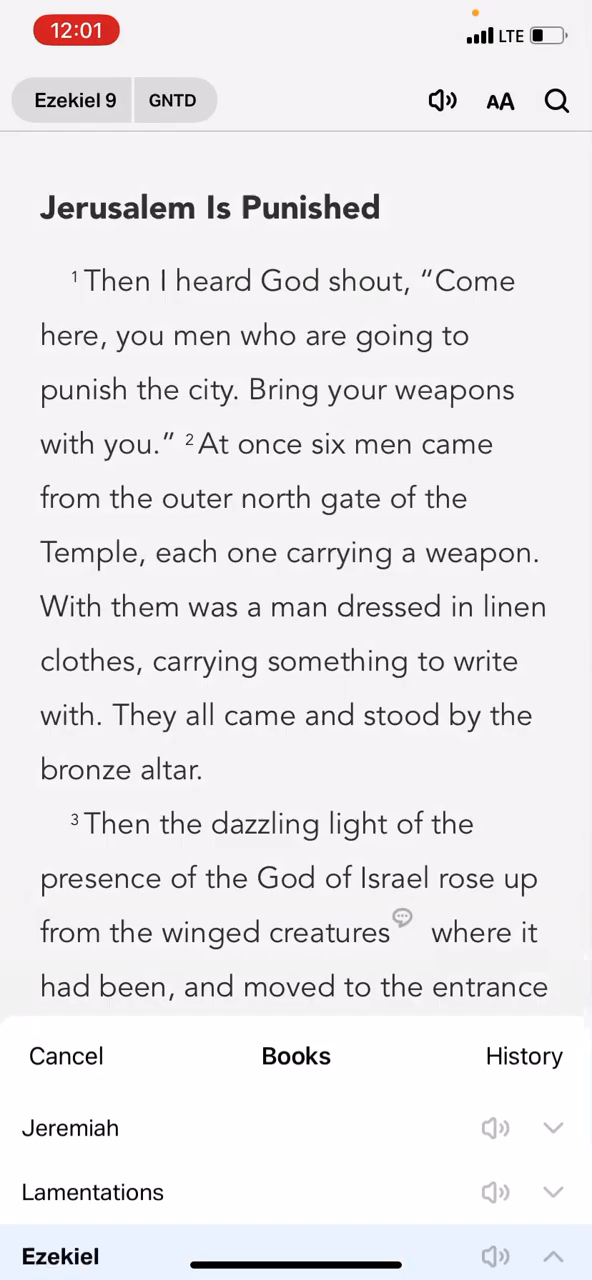 12:01
LTE
Ezekiel 9
GNTD
AA
Jerusalem Is Punished
1 Then I heard God shout, “Come
here, you men who are going to
punish the city. Bring your weapons
with you.” 2 At once six men came
from the outer north gate of the
Temple, each one carrying a weapon.
With them was a man dressed in linen
clothes, carrying something to write
with. They all came and stood by the
bronze altar.
3 Then the dazzling light of the
presence of the God of Israel rose up
from the winged creatures where it
had been, and moved to the entrance
Cancel
Books
History
Jeremiah
Lamentations
Ezekiel